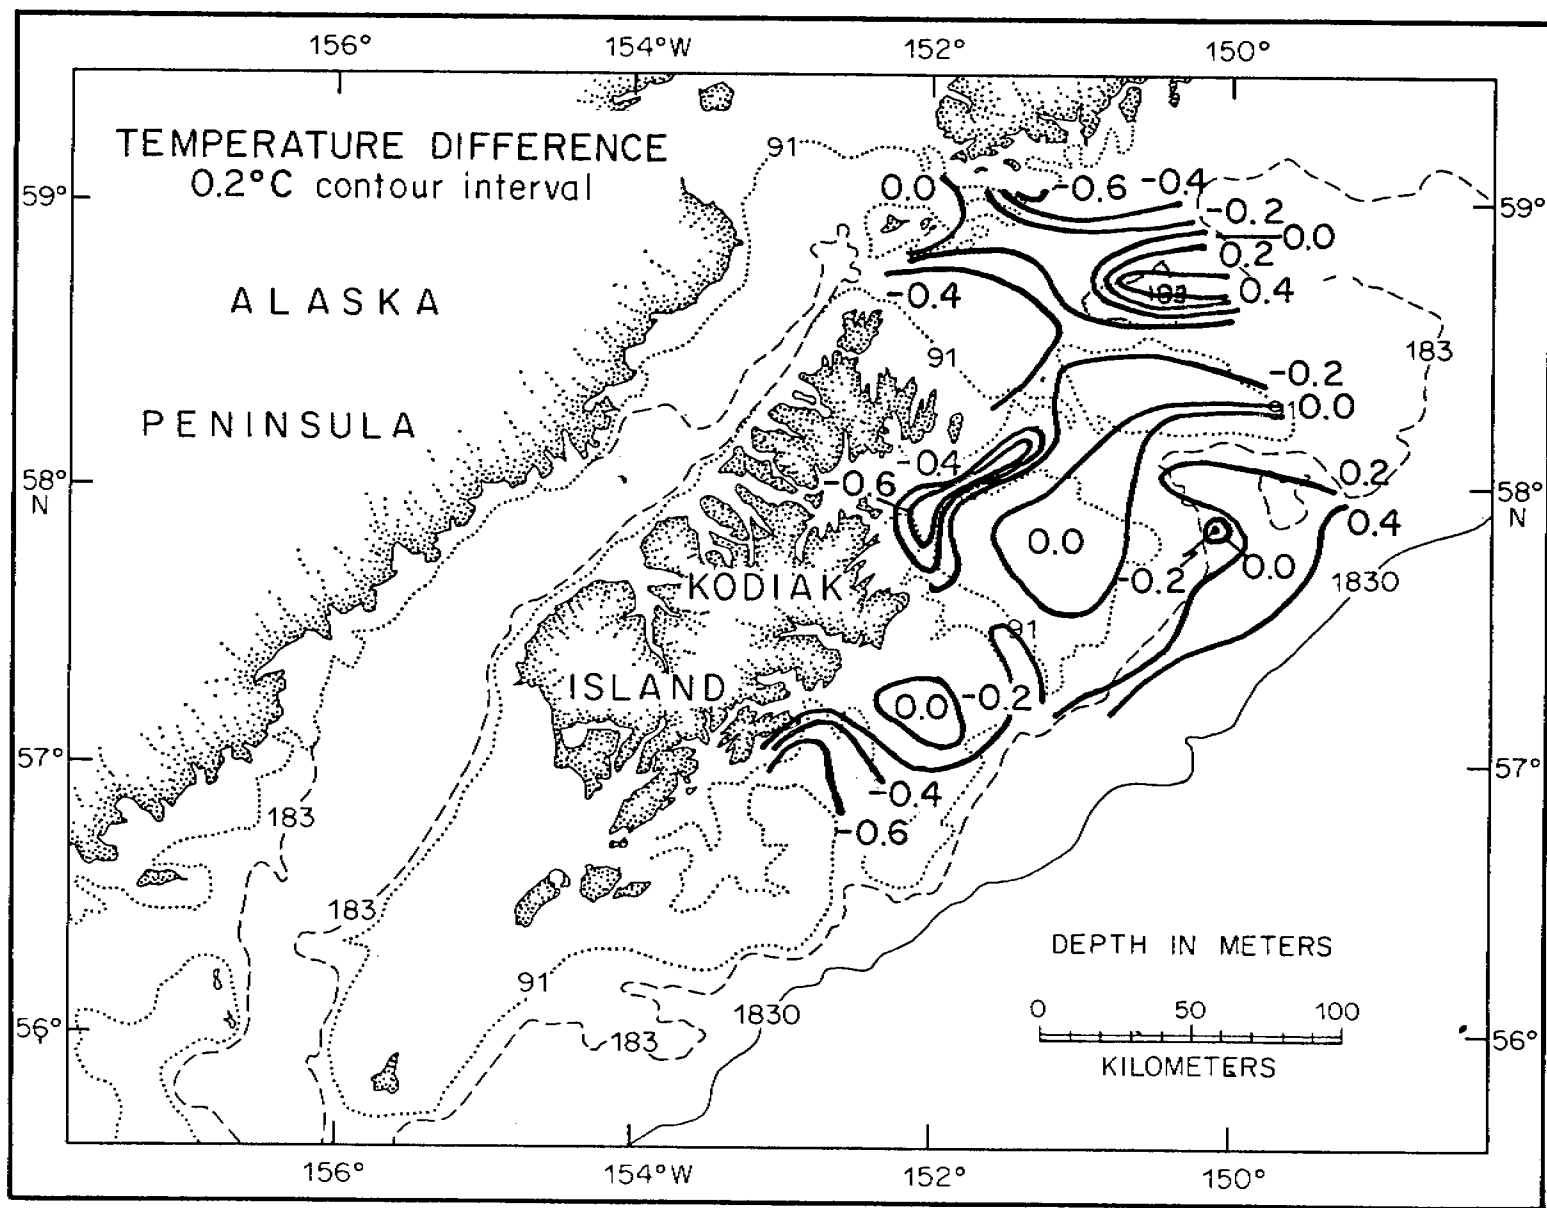 156° 154°W 152° 150°
TEMPERATURE DIFFERENCE
0.2°C contour interval
91
59°
0.0 -0.6 -0.4
59°
-0.2
0.0
0.2
183
0.4
-0.4
ALASKA
91
183
-0.2
91 0.0
PENINSULA
-0.4
-0.6
0.2
58°
N
58°
N
0.4
0.0
-0.2 0.0
KODIAK
1830
91
ISLAND
0.0 -0.2
57°
57°
-0.4
183
-0.6
183
DEPTH IN METERS
91
1830
0 50 100
56°
183
56°
KILOMETERS
156° 154°W 152° 150°